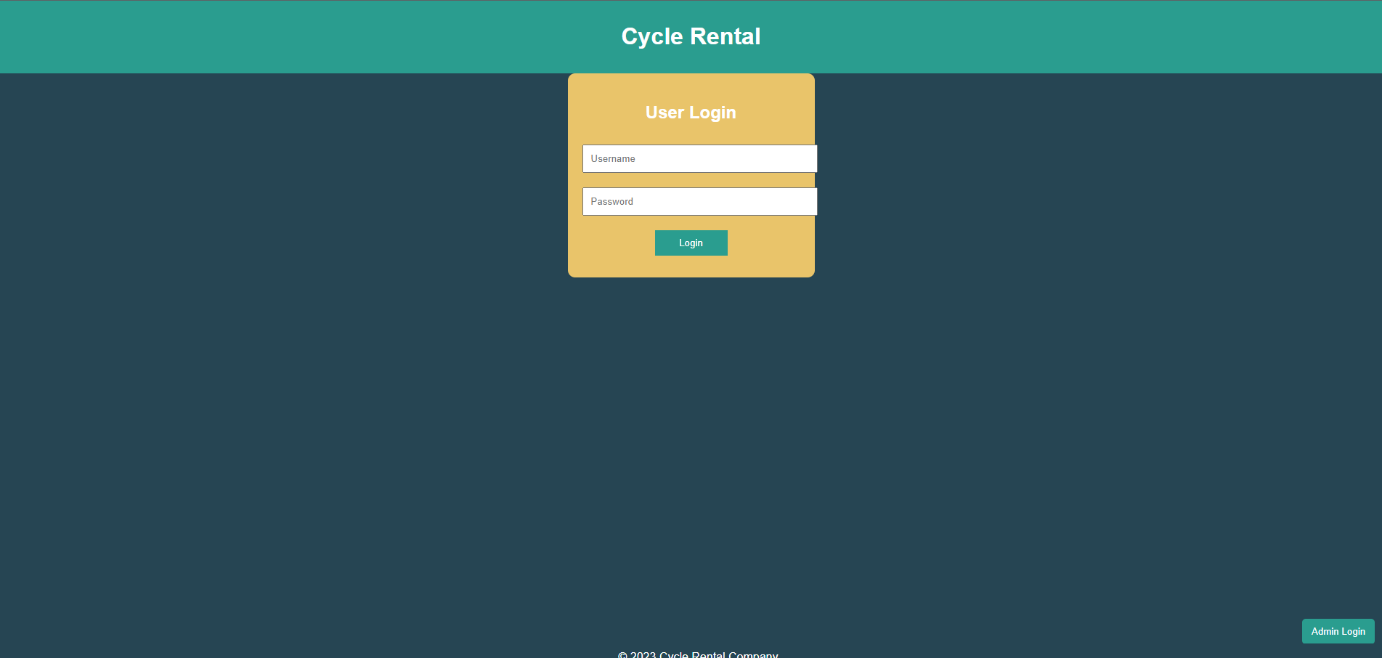 Cycle Rental
User Login
Username
Password
Login
Admin Login
© 2023 Cycle Rental Company